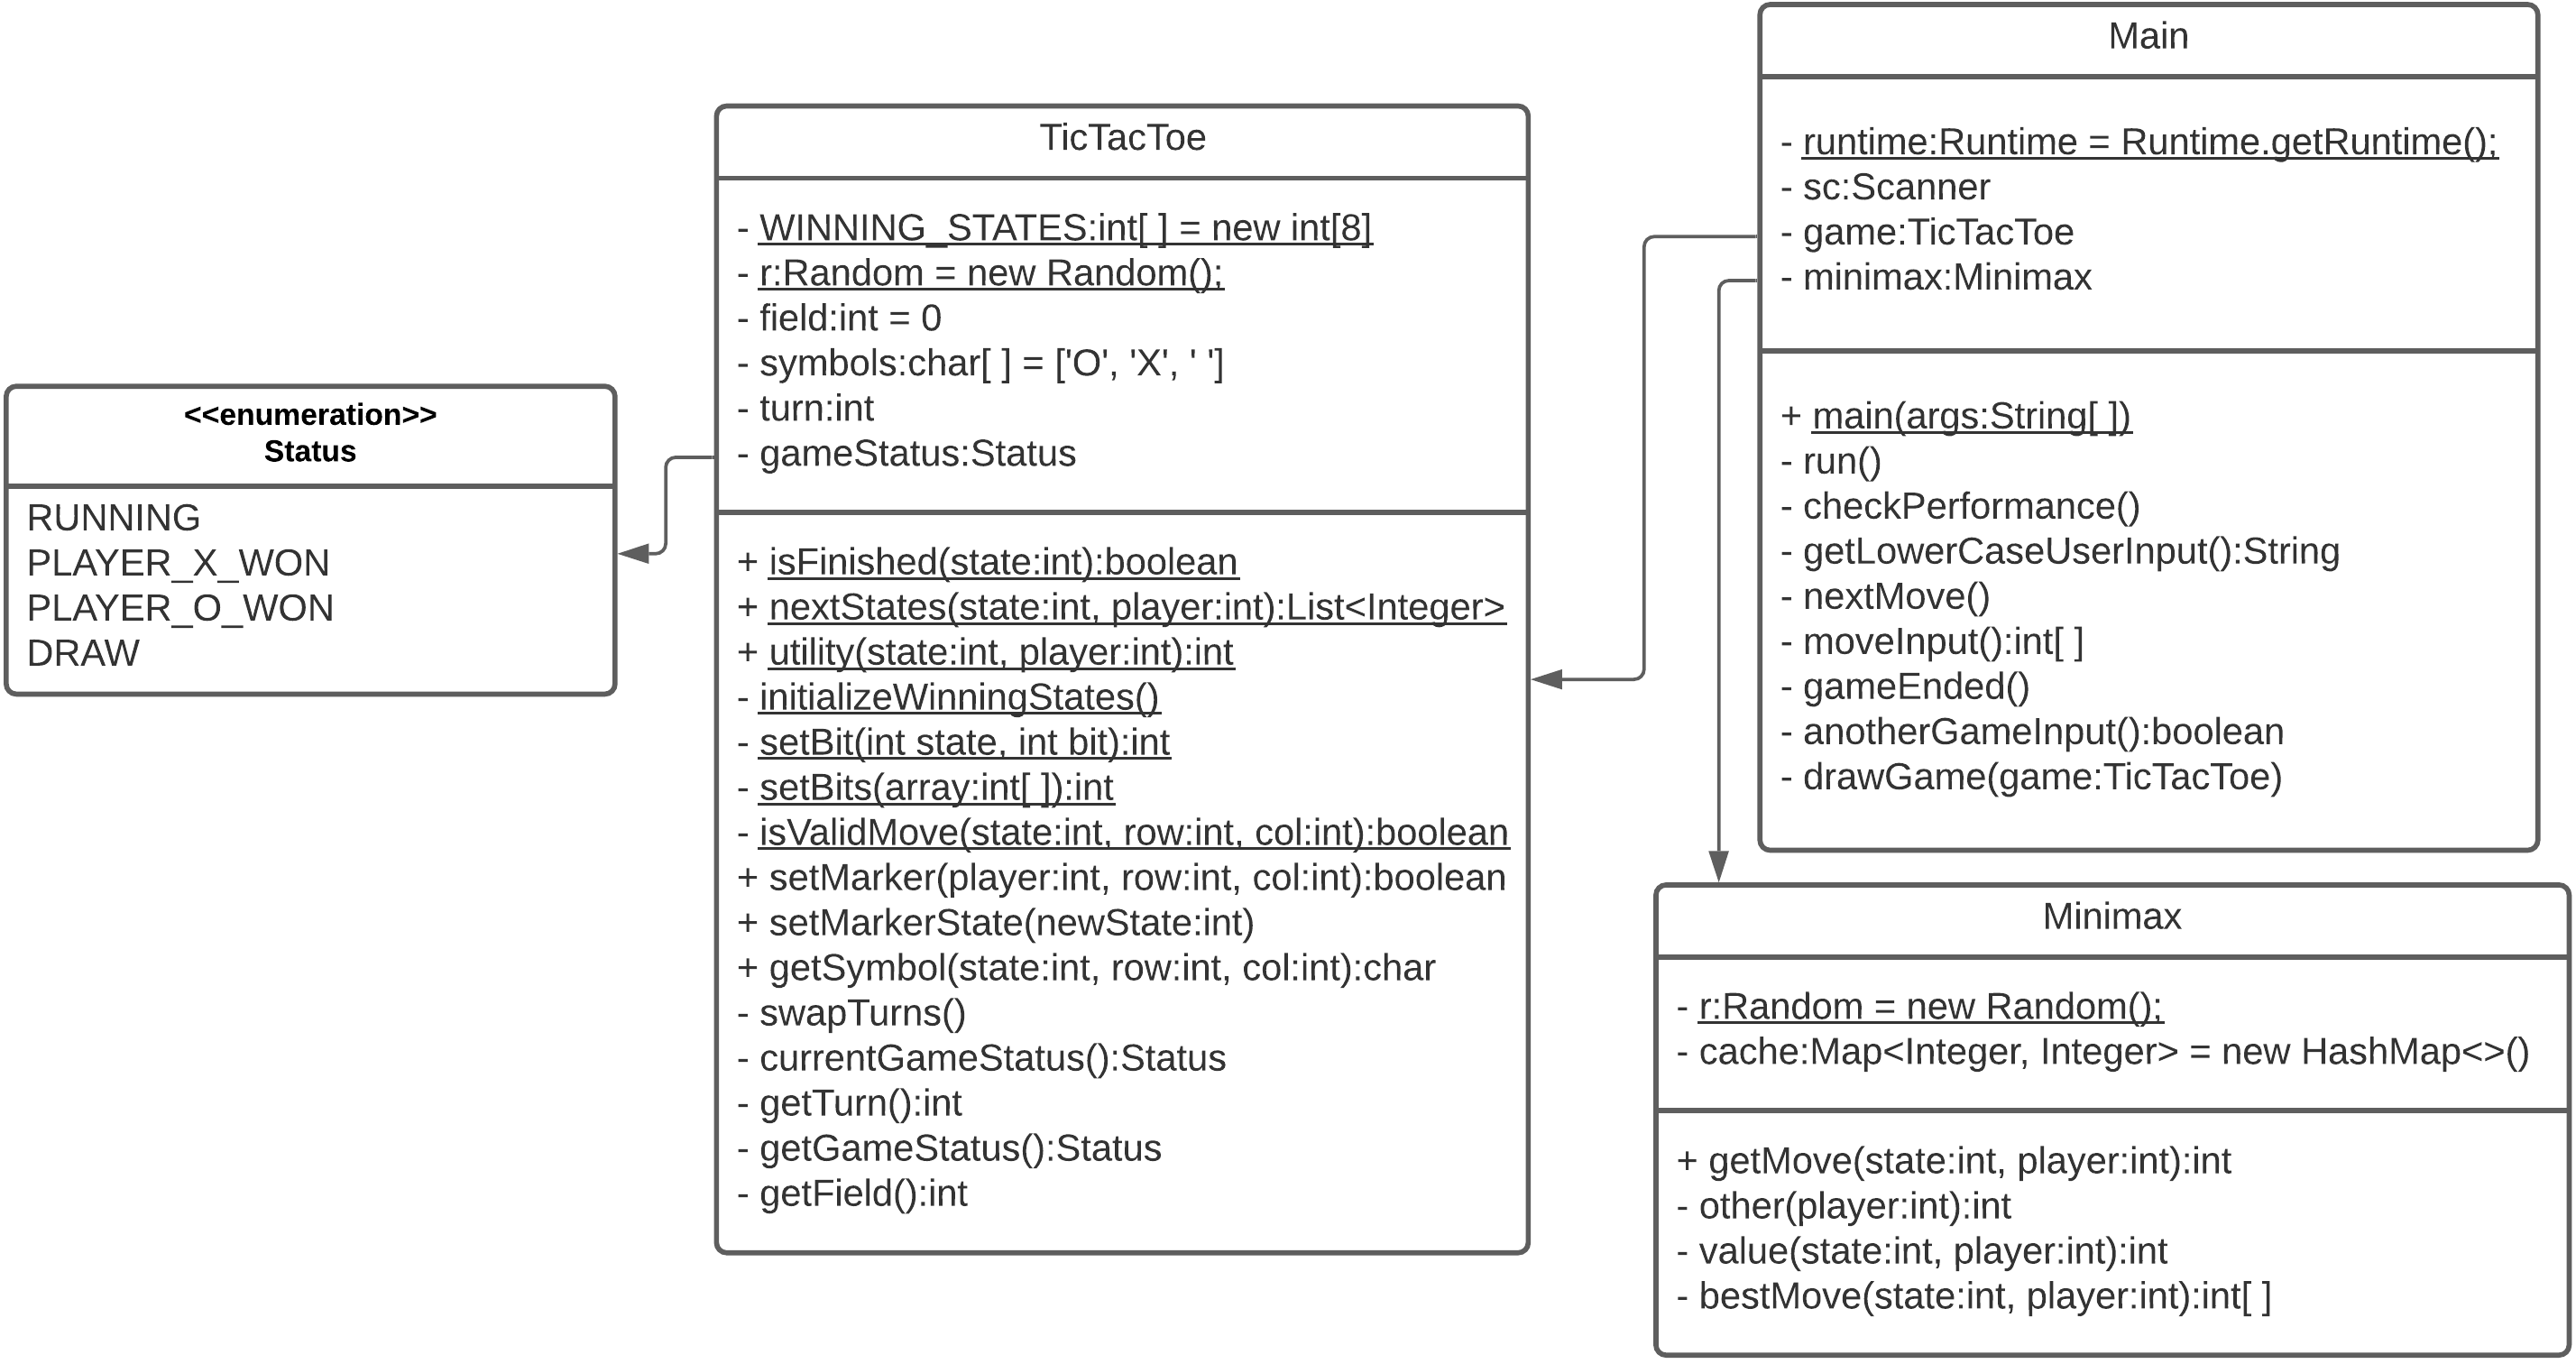 <<enumeration>>
Status
RUNNING
PLAYER_X_WON
PLAYER_O_WON
DRAW
TicTacToe
- WINNING_STATES:int[ ] = new int[8]
- r:Random = new Random();
- field:int = 0
- symbols:char[ ] = ['O', 'X', ' ']
- turn:int
- gameStatus:Status
+ isFinished(state:int):boolean
+ nextStates(state:int, player:int):List<Integer>
+ utility(state:int, player:int):int
- initializeWinningStates()
- setBit(int state, int bit):int
- setBits(array:int[ ]):int
- isValidMove(state:int, row:int, col:int):boolean
+ setMarker(player:int, row:int, col:int):boolean
+ setMarkerState(newState:int)
+ getSymbol(state:int, row:int, col:int):char
- swapTurns()
- currentGameStatus():Status
- getTurn():int
- getGameStatus():Status
- getField():int
Main
- runtime:Runtime = Runtime.getRuntime();
- sc:Scanner
- game:TicTacToe
- minimax:Minimax
+ main(args:String[ ])
- run()
- checkPerformance()
- getLowerCaseUserInput():String
- nextMove()
- moveInput():int[ ]
- gameEnded()
- anotherGameInput():boolean
- drawGame(game:TicTacToe)
Minimax
- r:Random = new Random();
- cache:Map<Integer, Integer> = new HashMap<>()
+ getMove(state:int, player:int):int
- other(player:int):int
- value(state:int, player:int):int
- bestMove(state:int, player:int):int[ ]